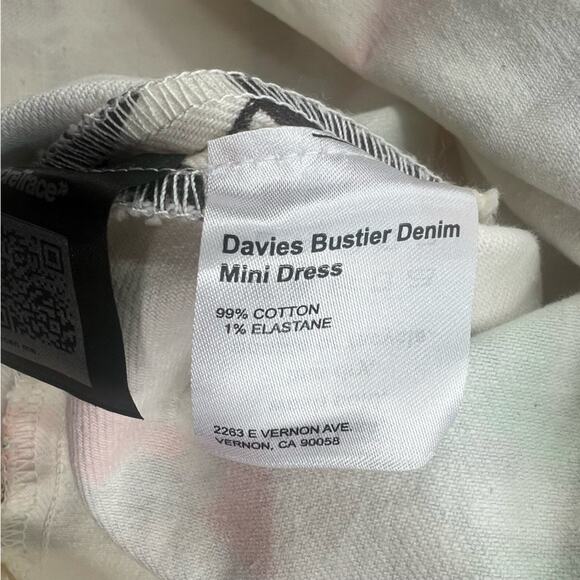 Davies Bustier Denim
Mini Dress
99% COTTON
1% ELASTANE
2263 E VERNON AVE.
VERNON, CA 90058